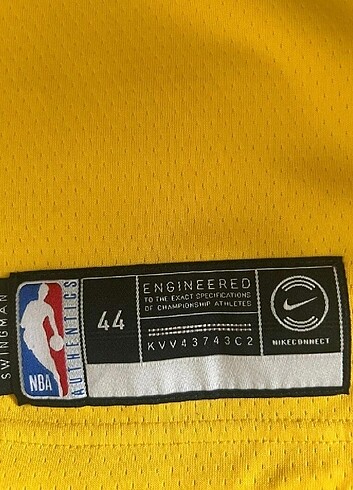 SWINGMAN
NBA
AUTHENTICS
44
ENGINEERED
TO THE EXACT SPECIFICATIONS
OF CHAMPIONSHIP ATHLETES
KVV43743C2
NIKECONNECT